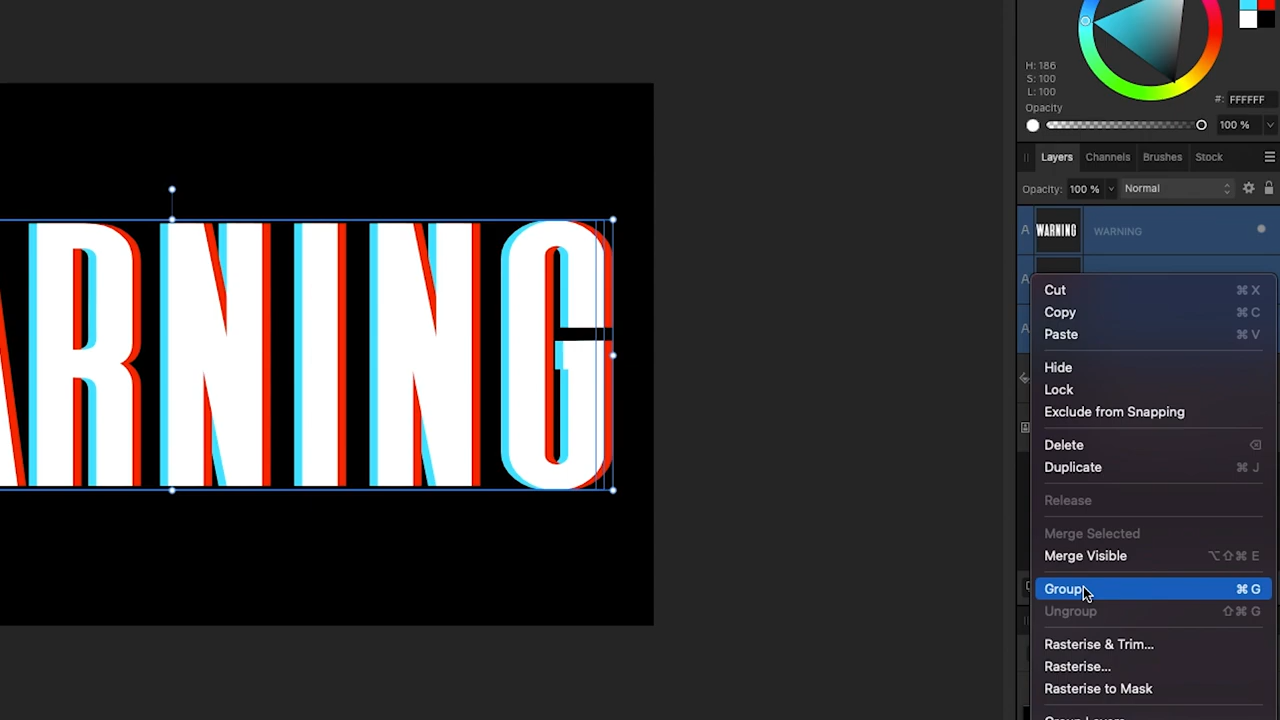 H: 186
S: 100
L: 100
#: FFFFFF
Opacity
100 %
Layers Channels Brushes Stock
Opacity: 100 % Normal
A WARNING WARNING
A
A
ARNING
Cut ⌘ X
Copy ⌘ C
Paste ⌘ V
Hide
Lock
Exclude from Snapping
Delete ⌫
Duplicate ⌘ J
Release
Merge Selected
Merge Visible ⌥⇧⌘ E
Group ⌘ G
Ungroup ⇧⌘ G
Rasterise & Trim...
Rasterise...
Rasterise to Mask